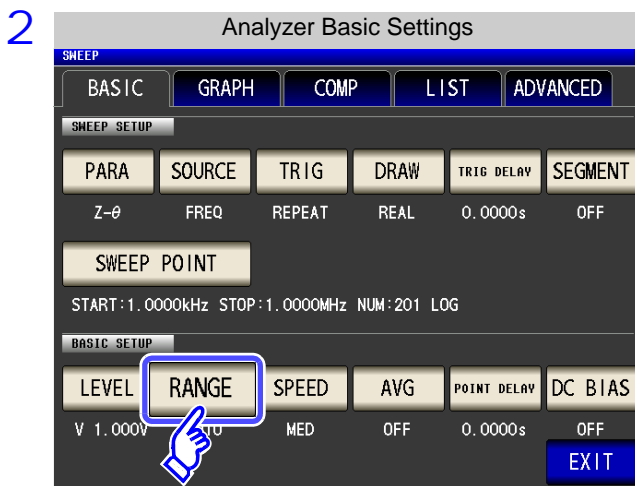 2
Analyzer Basic Settings
SWEEP
BASIC GRAPH COMP LIST ADVANCED
SWEEP SETUP
PARA SOURCE TRIG DRAW TRIG DELAY SEGMENT
Z-θ FREQ REPEAT REAL 0.0000s OFF
SWEEP POINT
START:1.0000kHz STOP:1.0000MHz NUM:201 LOG
BASIC SETUP
LEVEL RANGE SPEED AVG POINT DELAY DC BIAS
V 1.000V MED OFF 0.0000s OFF
EXIT